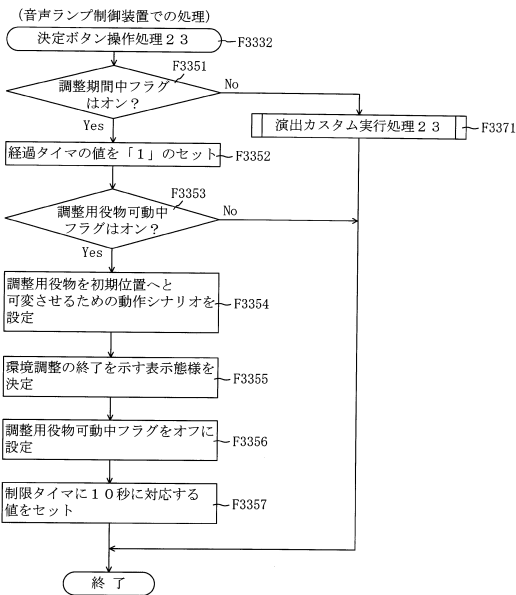 (音声ランプ制御装置での処理)
決定ボタン操作処理23
F3332
F3351
調整期間中フラグ
はオン?
No
Yes
演出カスタム実行処理23
F3371
経過タイマの値を「1」のセット
F3352
F3353
調整用役物可動中
フラグはオン?
No
Yes
調整用役物を初期位置へと
可変させるための動作シナリオを
設定
F3354
環境調整の終了を示す表示態様を
決定
F3355
調整用役物可動中フラグをオフに
設定
F3356
制限タイマに10秒に対応する
値をセット
F3357
終了